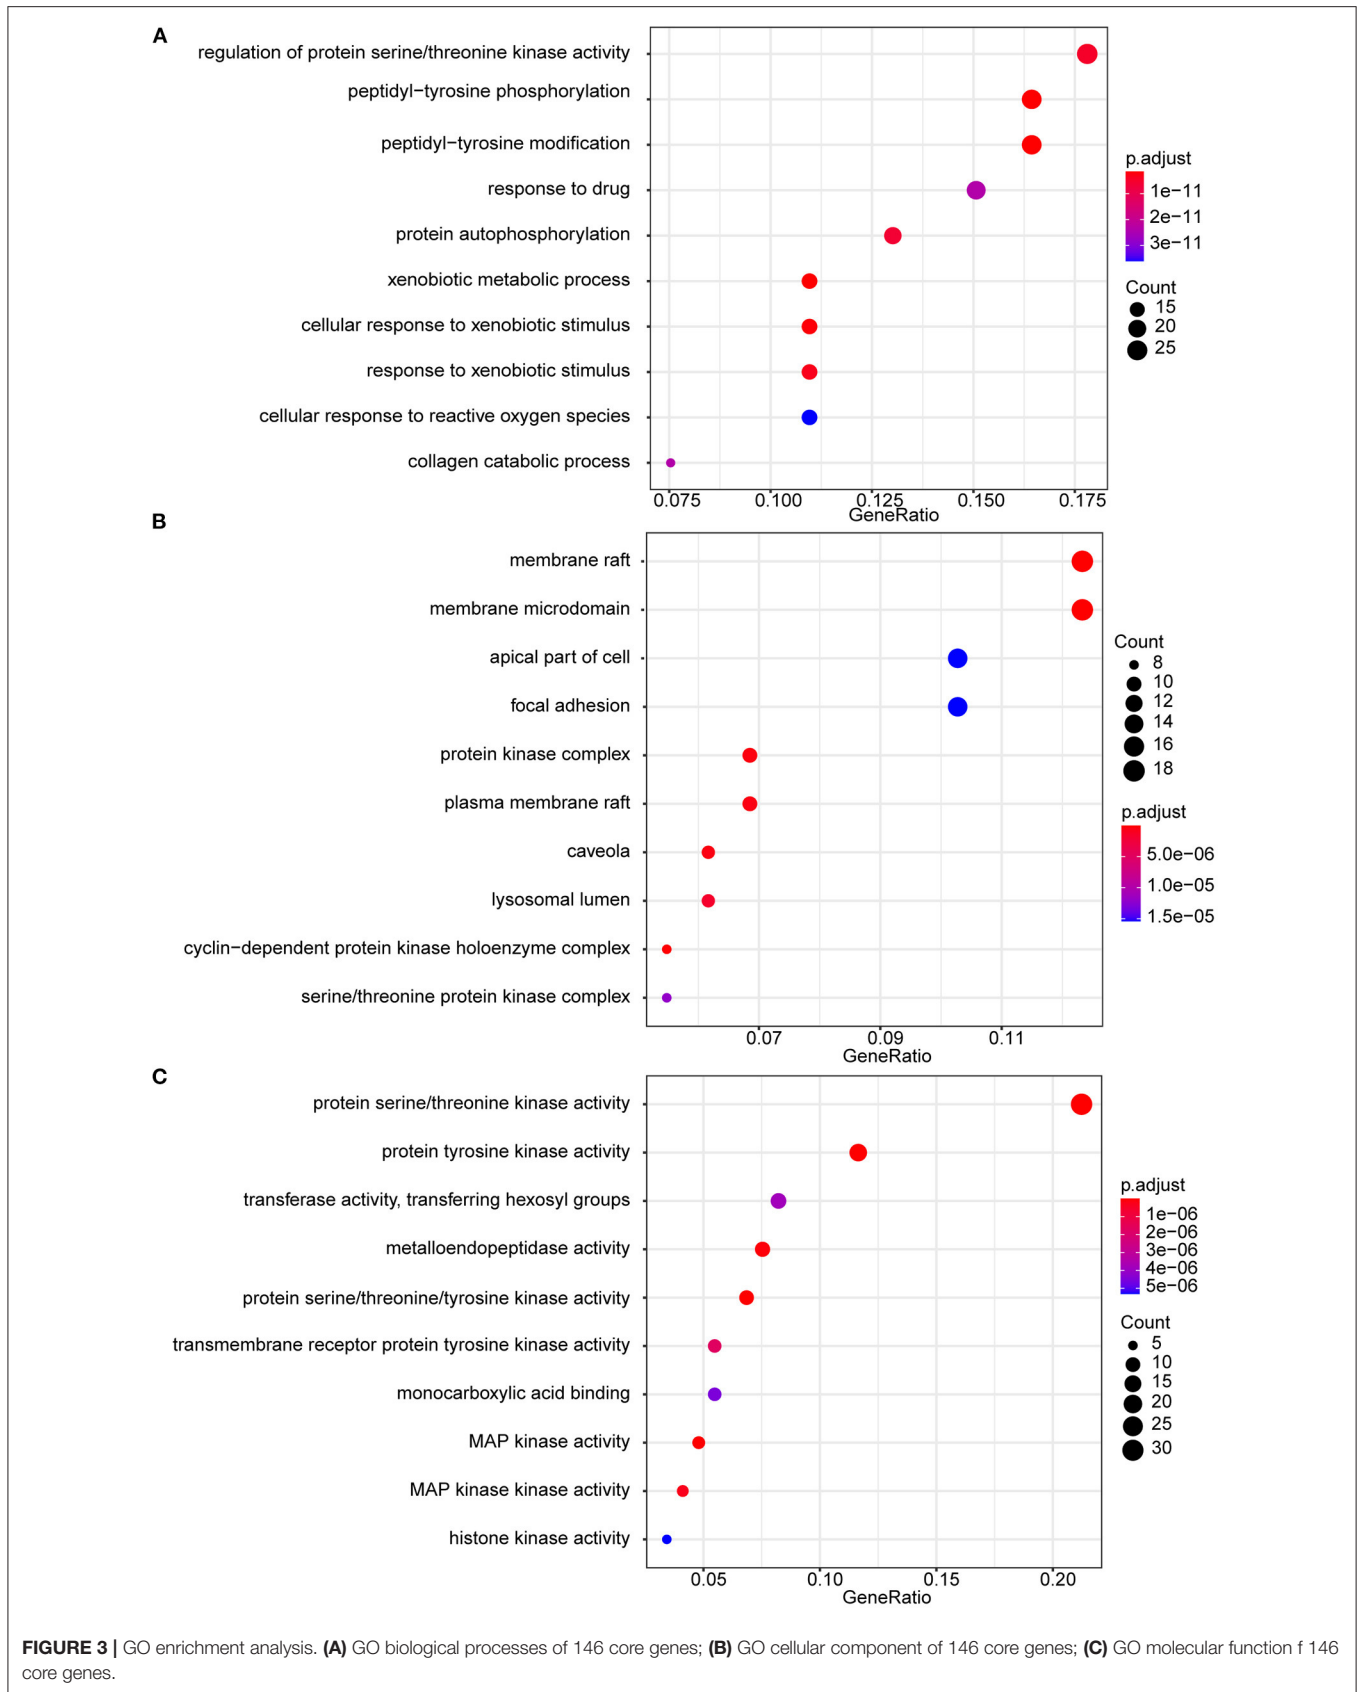 A
regulation of protein serine/threonine kinase activity
peptidyl−tyrosine phosphorylation
peptidyl−tyrosine modification
response to drug
protein autophosphorylation
xenobiotic metabolic process
cellular response to xenobiotic stimulus
response to xenobiotic stimulus
cellular response to reactive oxygen species
collagen catabolic process
0.075 0.100 0.125 0.150 0.175
GeneRatio
p.adjust
1e−11
2e−11
3e−11
Count
15
20
25
B
membrane raft
membrane microdomain
apical part of cell
focal adhesion
protein kinase complex
plasma membrane raft
caveola
lysosomal lumen
cyclin−dependent protein kinase holoenzyme complex
serine/threonine protein kinase complex
0.07 0.09 0.11
GeneRatio
Count
8
10
12
14
16
18
p.adjust
5.0e−06
1.0e−05
1.5e−05
C
protein serine/threonine kinase activity
protein tyrosine kinase activity
transferase activity, transferring hexosyl groups
metalloendopeptidase activity
protein serine/threonine/tyrosine kinase activity
transmembrane receptor protein tyrosine kinase activity
monocarboxylic acid binding
MAP kinase activity
MAP kinase kinase activity
histone kinase activity
0.05 0.10 0.15 0.20
GeneRatio
p.adjust
1e−06
2e−06
3e−06
4e−06
5e−06
Count
5
10
15
20
25
30
FIGURE 3 | GO enrichment analysis. (A) GO biological processes of 146 core genes; (B) GO cellular component of 146 core genes; (C) GO molecular function f 146
core genes.